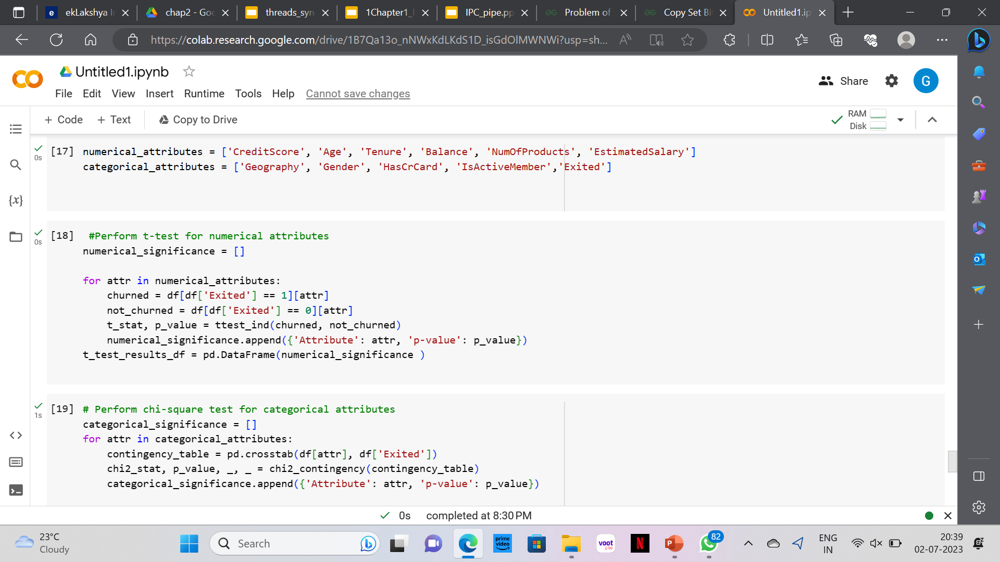 ekLakshya I
chap2 - Goo
threads_syn
1Chapter1_
IPC_pipe.pp
Problem of
Copy Set Bi
Untitled1.ip
https://colab.research.google.com/drive/1B7Qa13o_nNWxKdLKdS1D_isGdOlMWNWi?usp=sh...
Untitled1.ipynb
Share
G
File Edit View Insert Runtime Tools Help Cannot save changes
+ Code + Text Copy to Drive
RAM
Disk
0s
[17] numerical_attributes = ['CreditScore', 'Age', 'Tenure', 'Balance', 'NumOfProducts', 'EstimatedSalary']
categorical_attributes = ['Geography', 'Gender', 'HasCrCard', 'IsActiveMember','Exited']
{x}
0s
[18] #Perform t-test for numerical attributes
numerical_significance = []
for attr in numerical_attributes:
churned = df[df['Exited'] == 1][attr]
not_churned = df[df['Exited'] == 0][attr]
t_stat, p_value = ttest_ind(churned, not_churned)
numerical_significance.append({'Attribute': attr, 'p-value': p_value})
t_test_results_df = pd.DataFrame(numerical_significance )
1s
[19] # Perform chi-square test for categorical attributes
categorical_significance = []
for attr in categorical_attributes:
contingency_table = pd.crosstab(df[attr], df['Exited'])
chi2_stat, p_value, _, _ = chi2_contingency(contingency_table)
categorical_significance.append({'Attribute': attr, 'p-value': p_value})
0s completed at 8:30 PM
23°C
Cloudy
Search
prime video
voot Lite
82
ENG
IN
20:39
02-07-2023